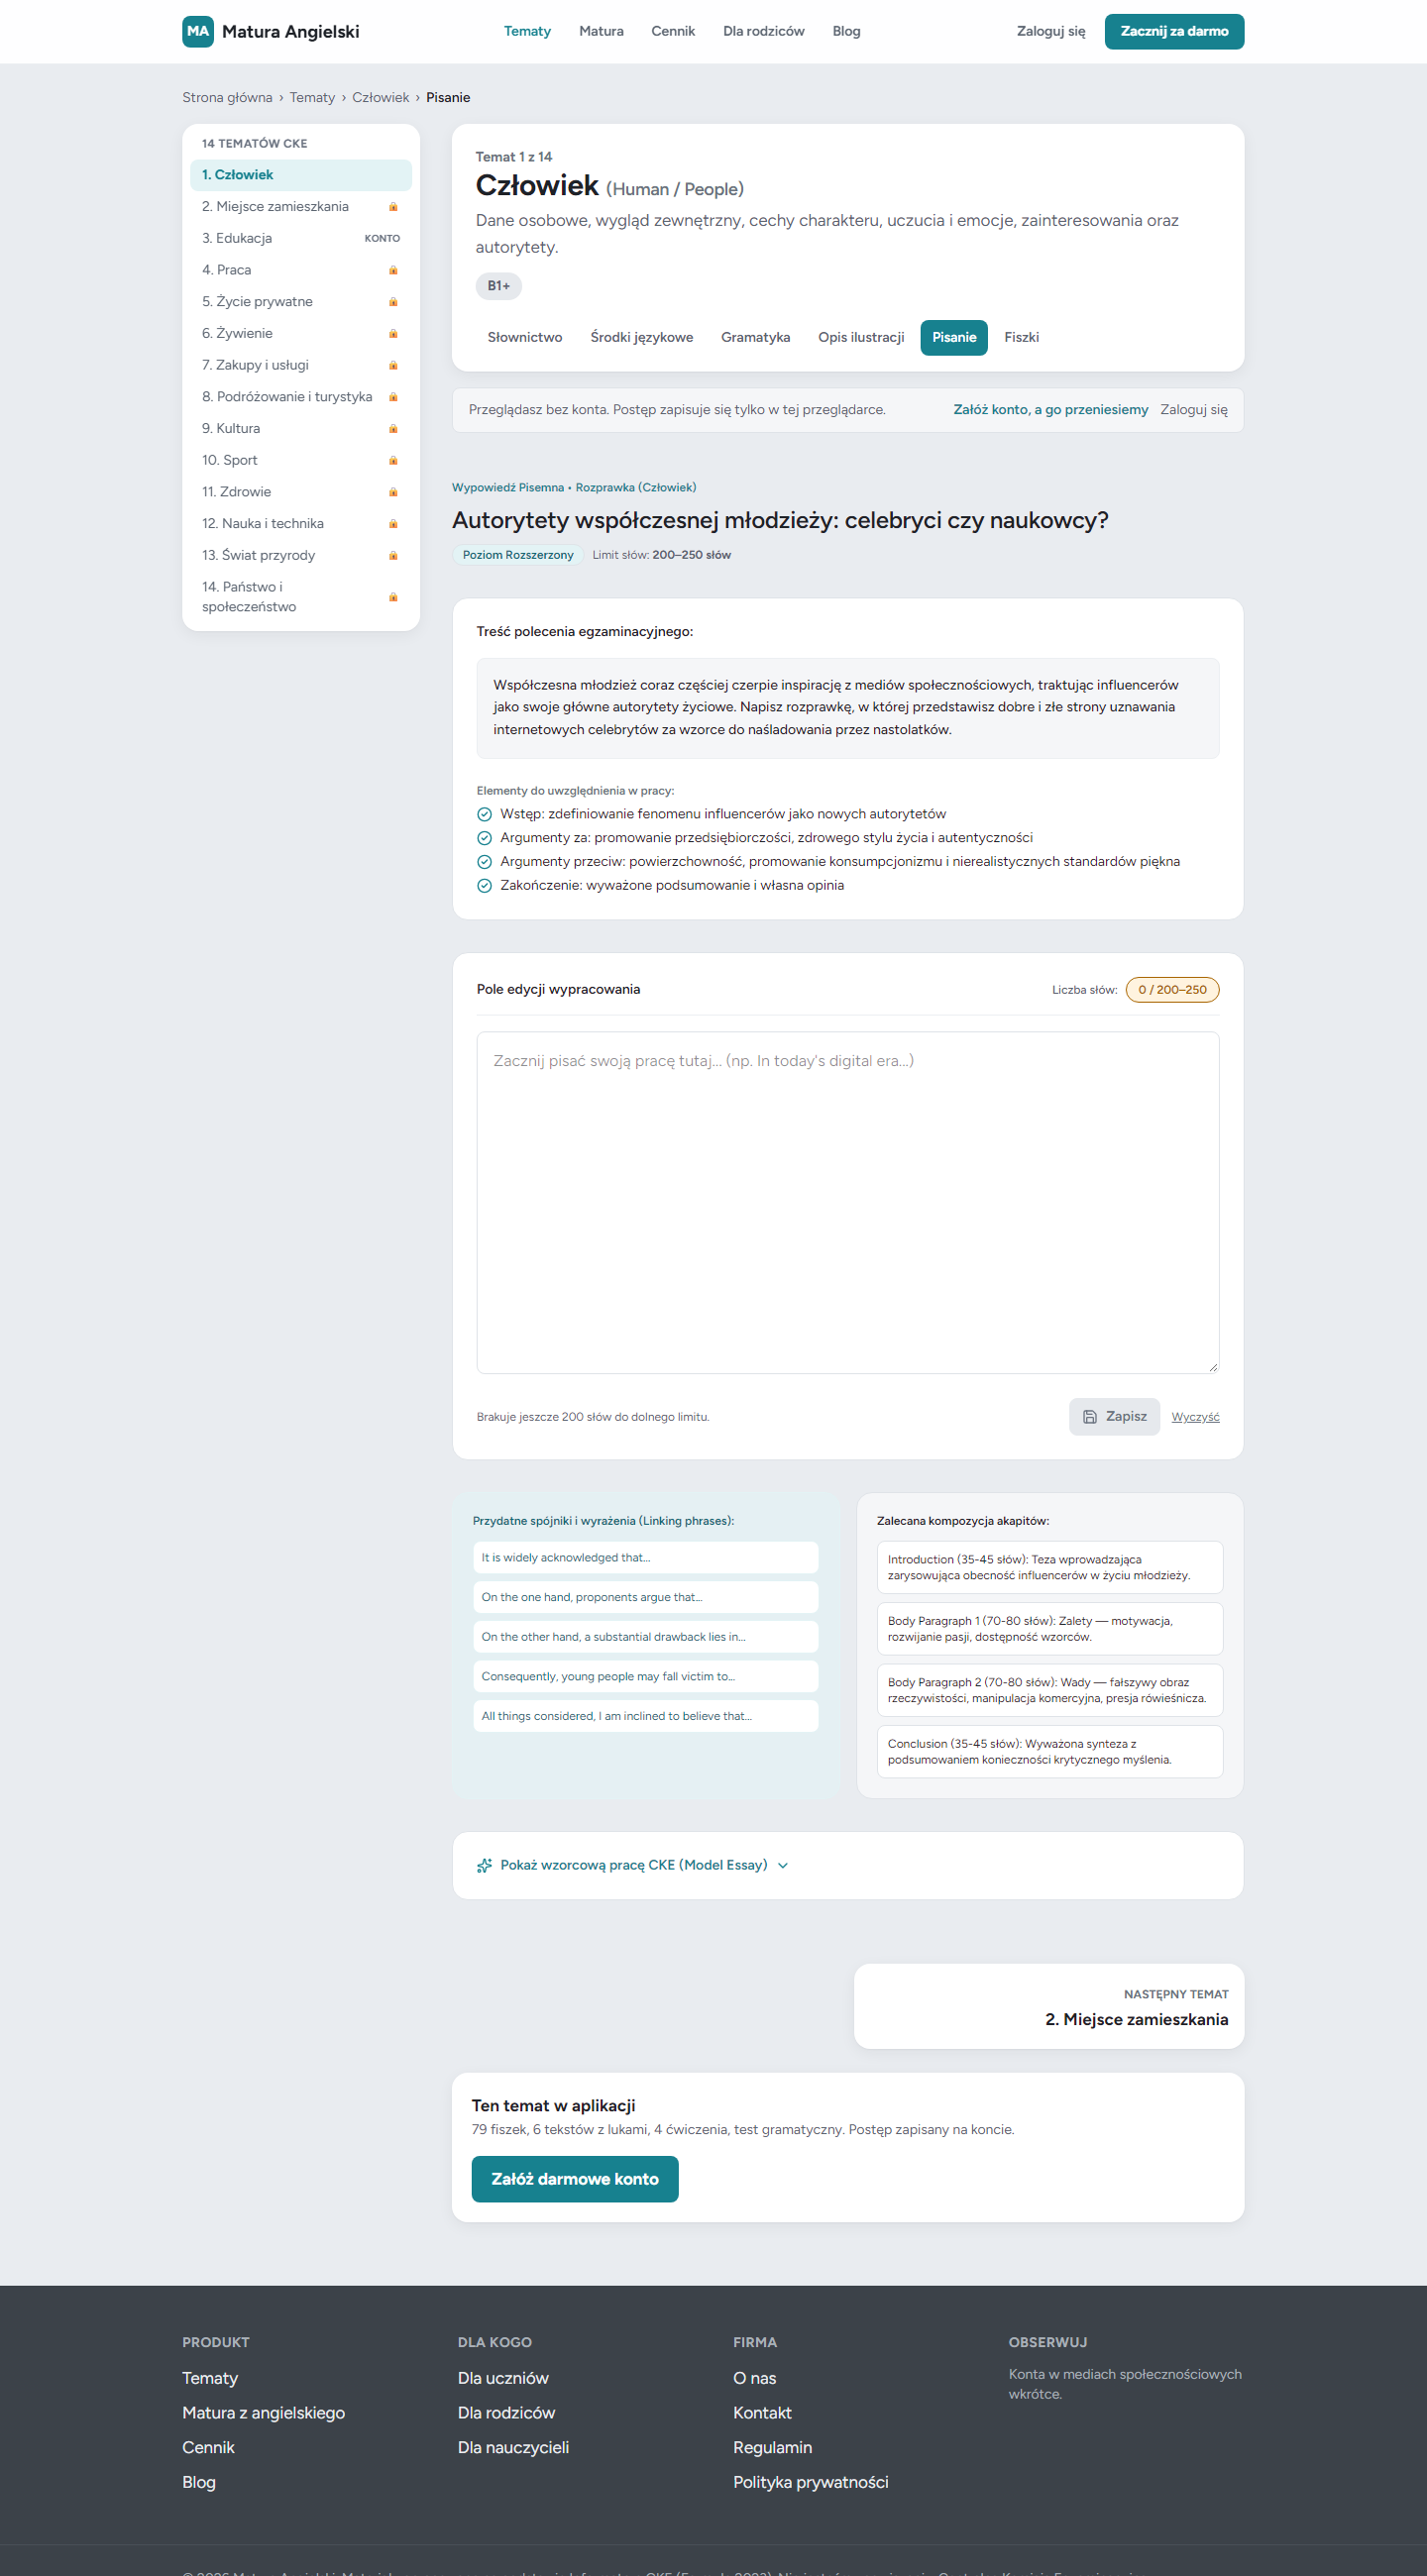 MA Matura Angielski
Tematy
Matura
Cennik
Dla rodziców
Blog
Zaloguj się
Zacznij za darmo
Strona główna › Tematy › Człowiek › Pisanie
14 TEMATÓW CKE
1. Człowiek
2. Miejsce zamieszkania
3. Edukacja KONTO
4. Praca
5. Życie prywatne
6. Żywienie
7. Zakupy i usługi
8. Podróżowanie i turystyka
9. Kultura
10. Sport
11. Zdrowie
12. Nauka i technika
13. Świat przyrody
14. Państwo i
społeczeństwo
Temat 1 z 14
Człowiek (Human / People)
Dane osobowe, wygląd zewnętrzny, cechy charakteru, uczucia i emocje, zainteresowania oraz
autorytety.
B1+
Słownictwo
Środki językowe
Gramatyka
Opis ilustracji
Pisanie
Fiszki
Przeglądasz bez konta. Postęp zapisuje się tylko w tej przeglądarce.
Załóż konto, a go przeniesiemy
Zaloguj się
Wypowiedź Pisemna • Rozprawka (Człowiek)
Autorytety współczesnej młodzieży: celebryci czy naukowcy?
Poziom Rozszerzony
Limit słów: 200–250 słów
Treść polecenia egzaminacyjnego:
Współczesna młodzież coraz częściej czerpie inspirację z mediów społecznościowych, traktując influencerów
jako swoje główne autorytety życiowe. Napisz rozprawkę, w której przedstawisz dobre i złe strony uznawania
internetowych celebrytów za wzorce do naśladowania przez nastolatków.
Elementy do uwzględnienia w pracy:
Wstęp: zdefiniowanie fenomenu influencerów jako nowych autorytetów
Argumenty za: promowanie przedsiębiorczości, zdrowego stylu życia i autentyczności
Argumenty przeciw: powierzchowność, promowanie konsumpcjonizmu i nierealistycznych standardów piękna
Zakończenie: wyważone podsumowanie i własna opinia
Pole edycji wypracowania
Liczba słów: 0 / 200–250
Zacznij pisać swoją pracę tutaj... (np. In today's digital era...)
Brakuje jeszcze 200 słów do dolnego limitu.
Zapisz
Wyczyść
Przydatne spójniki i wyrażenia (Linking phrases):
It is widely acknowledged that...
On the one hand, proponents argue that...
On the other hand, a substantial drawback lies in...
Consequently, young people may fall victim to...
All things considered, I am inclined to believe that...
Zalecana kompozycja akapitów:
Introduction (35-45 słów): Teza wprowadzająca
zarysowująca obecność influencerów w życiu młodzieży.
Body Paragraph 1 (70-80 słów): Zalety — motywacja,
rozwijanie pasji, dostępność wzorców.
Body Paragraph 2 (70-80 słów): Wady — fałszywy obraz
rzeczywistości, manipulacja komercyjna, presja rówieśnicza.
Conclusion (35-45 słów): Wyważona synteza z
podsumowaniem konieczności krytycznego myślenia.
Pokaż wzorcową pracę CKE (Model Essay)
NASTĘPNY TEMAT
2. Miejsce zamieszkania
Ten temat w aplikacji
79 fiszek, 6 tekstów z lukami, 4 ćwiczenia, test gramatyczny. Postęp zapisany na koncie.
Załóż darmowe konto
PRODUKT
Tematy
Matura z angielskiego
Cennik
Blog
DLA KOGO
Dla uczniów
Dla rodziców
Dla nauczycieli
FIRMA
O nas
Kontakt
Regulamin
Polityka prywatności
OBSERWUJ
Konta w mediach społecznościowych
wkrótce.